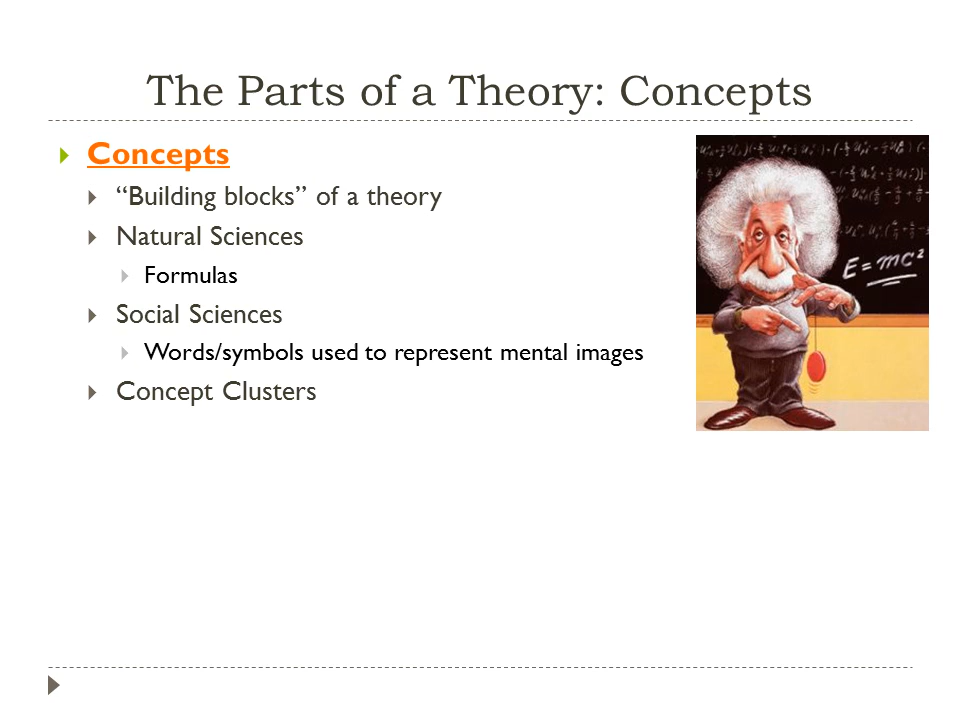 The Parts of a Theory: Concepts
Concepts
“Building blocks” of a theory
Natural Sciences
Formulas
Social Sciences
Words/symbols used to represent mental images
Concept Clusters
E=mc²